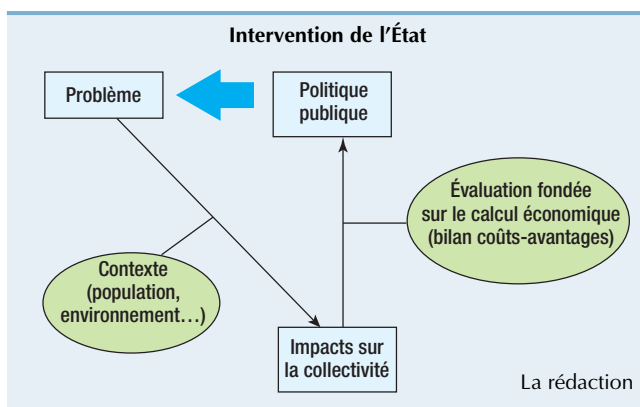 Intervention de l'État
Problème
Politique
publique
Évaluation fondée
sur le calcul économique
(bilan coûts-avantages)
Contexte
(population,
environnement…)
Impacts sur
la collectivité
La rédaction